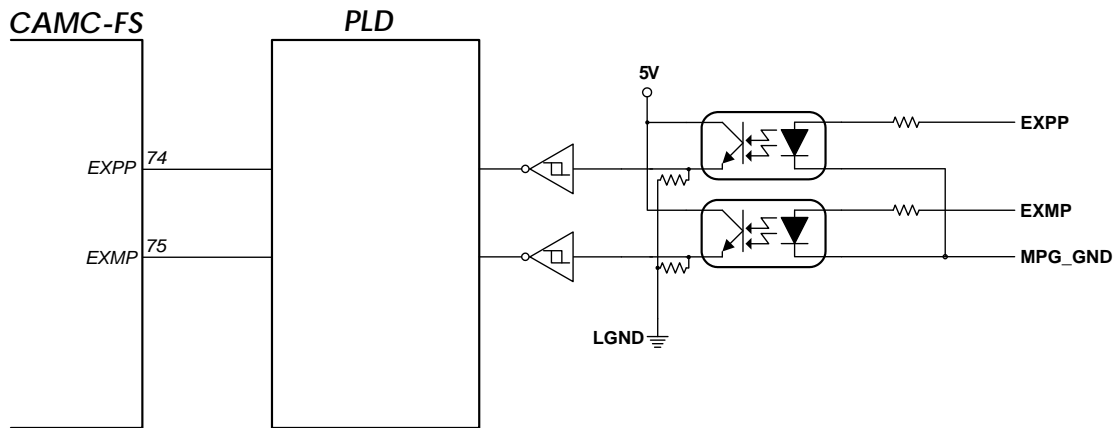 CAMC-FS
PLD
5V
EXPP
EXPP 74
EXMP
EXMP 75
MPG_GND
LGND